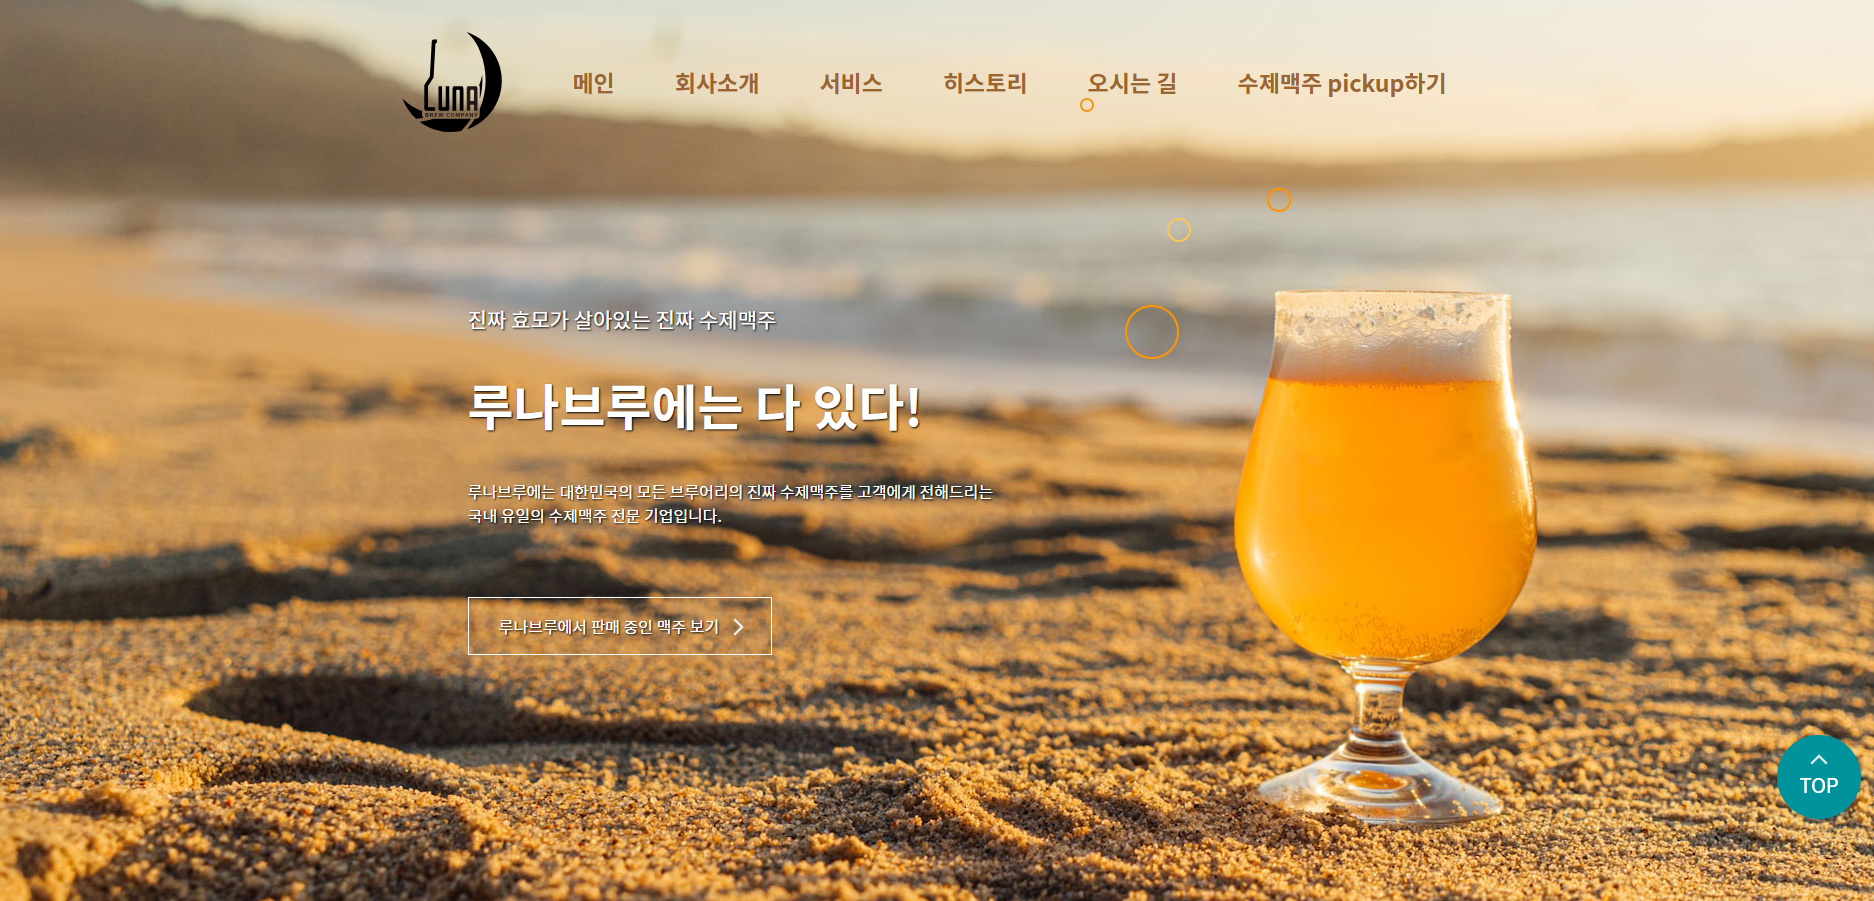 LUNA
BREW COMPANY
메인 회사소개 서비스 히스토리 오시는 길 수제맥주 pickup하기
진짜 효모가 살아있는 진짜 수제맥주
루나브루에는 다 있다!
루나브루에는 대한민국의 모든 브루어리의 진짜 수제맥주를 고객에게 전해드리는
국내 유일의 수제맥주 전문 기업입니다.
루나브루에서 판매 중인 맥주 보기
TOP